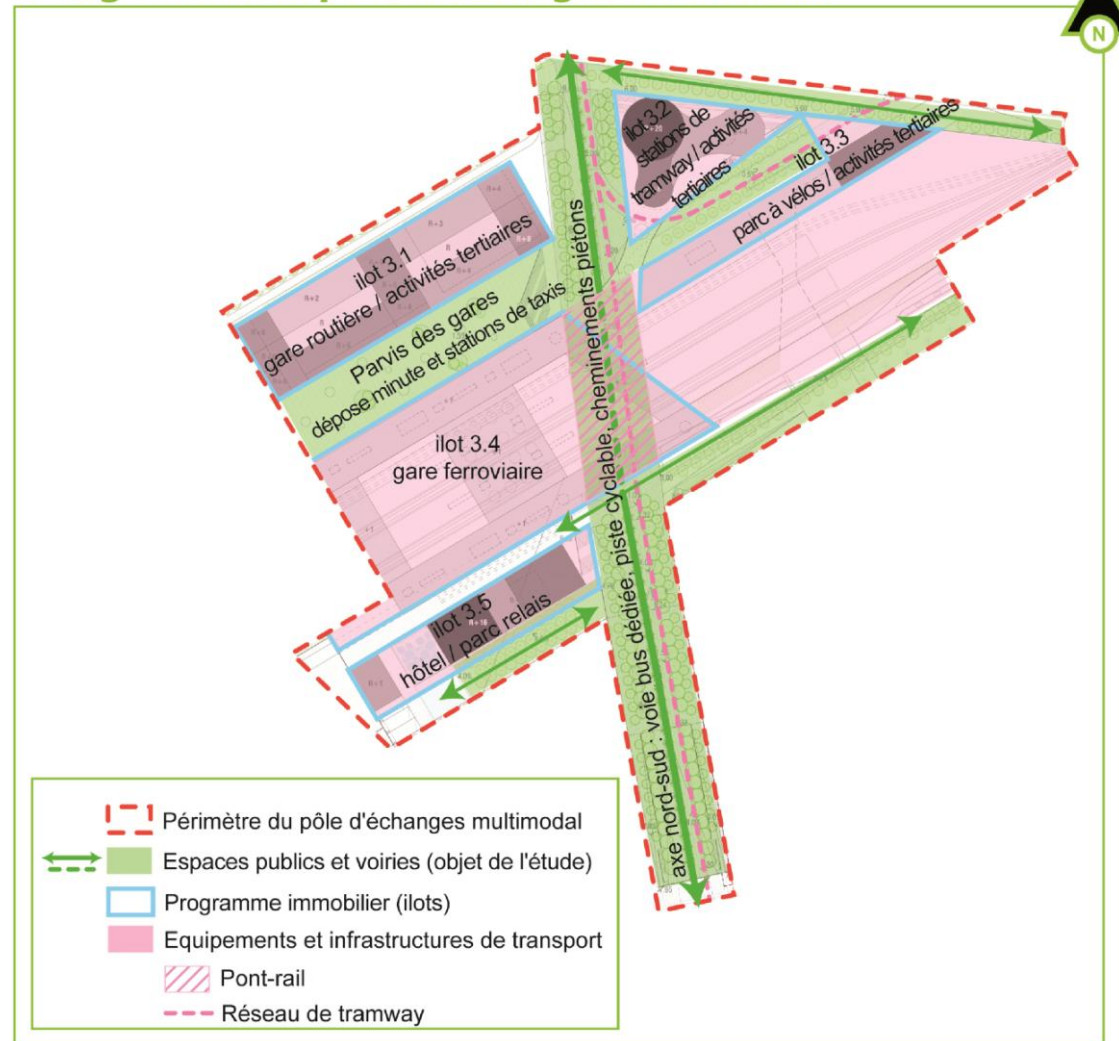 N
ilot 3.2
stations de
tramway / activités
tertiaires
ilot 3.3
parc à vélos / activités tertiaires
ilot 3.1
gare routière / activités tertiaires
Parvis des gares
dépose minute et stations de taxis
axe nord-sud : voie bus dédiée, piste cyclable, cheminements piétons
ilot 3.4
gare ferroviaire
ilot 3.5
hôtel / parc relais
Périmètre du pôle d'échanges multimodal
Espaces publics et voiries (objet de l'étude)
Programme immobilier (ilots)
Equipements et infrastructures de transport
Pont-rail
Réseau de tramway